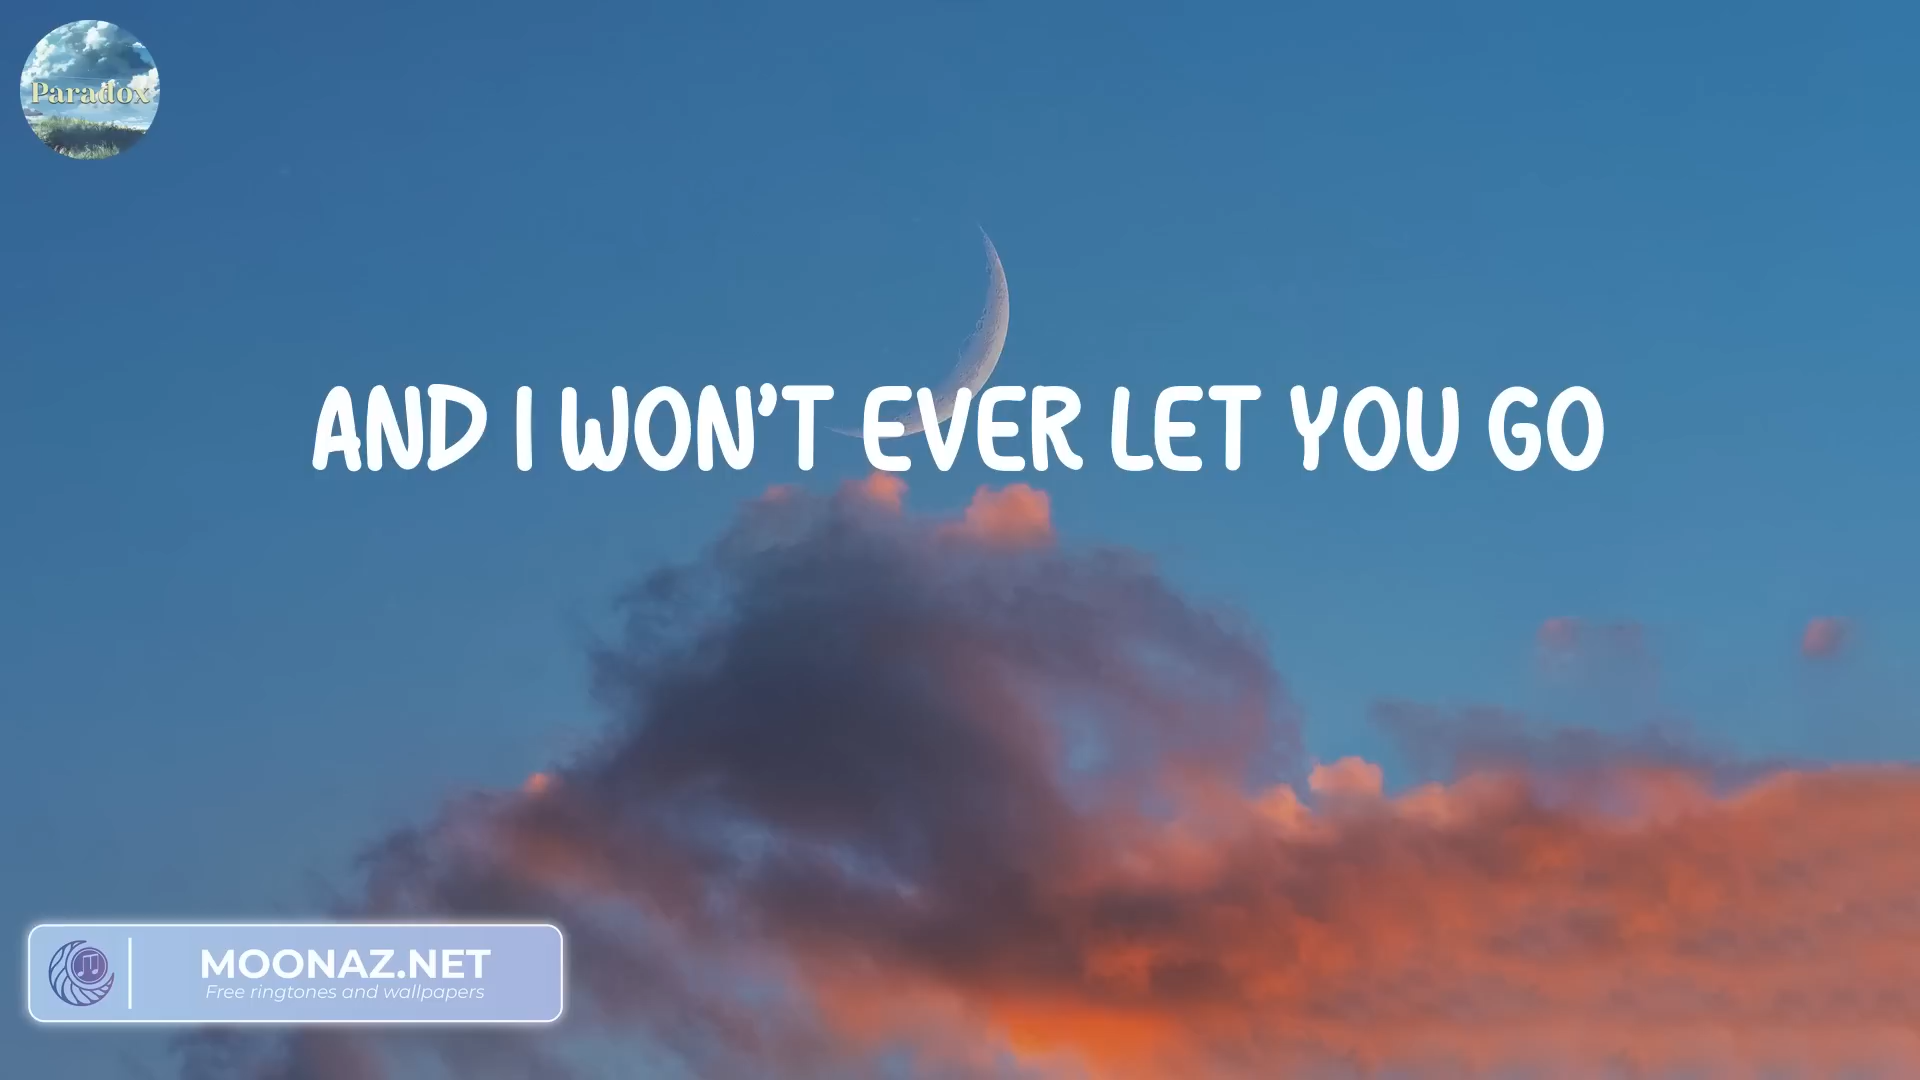 Paradox
AND I WON'T EVER LET YOU GO
MOONAZ.NET
Free ringtones and wallpapers